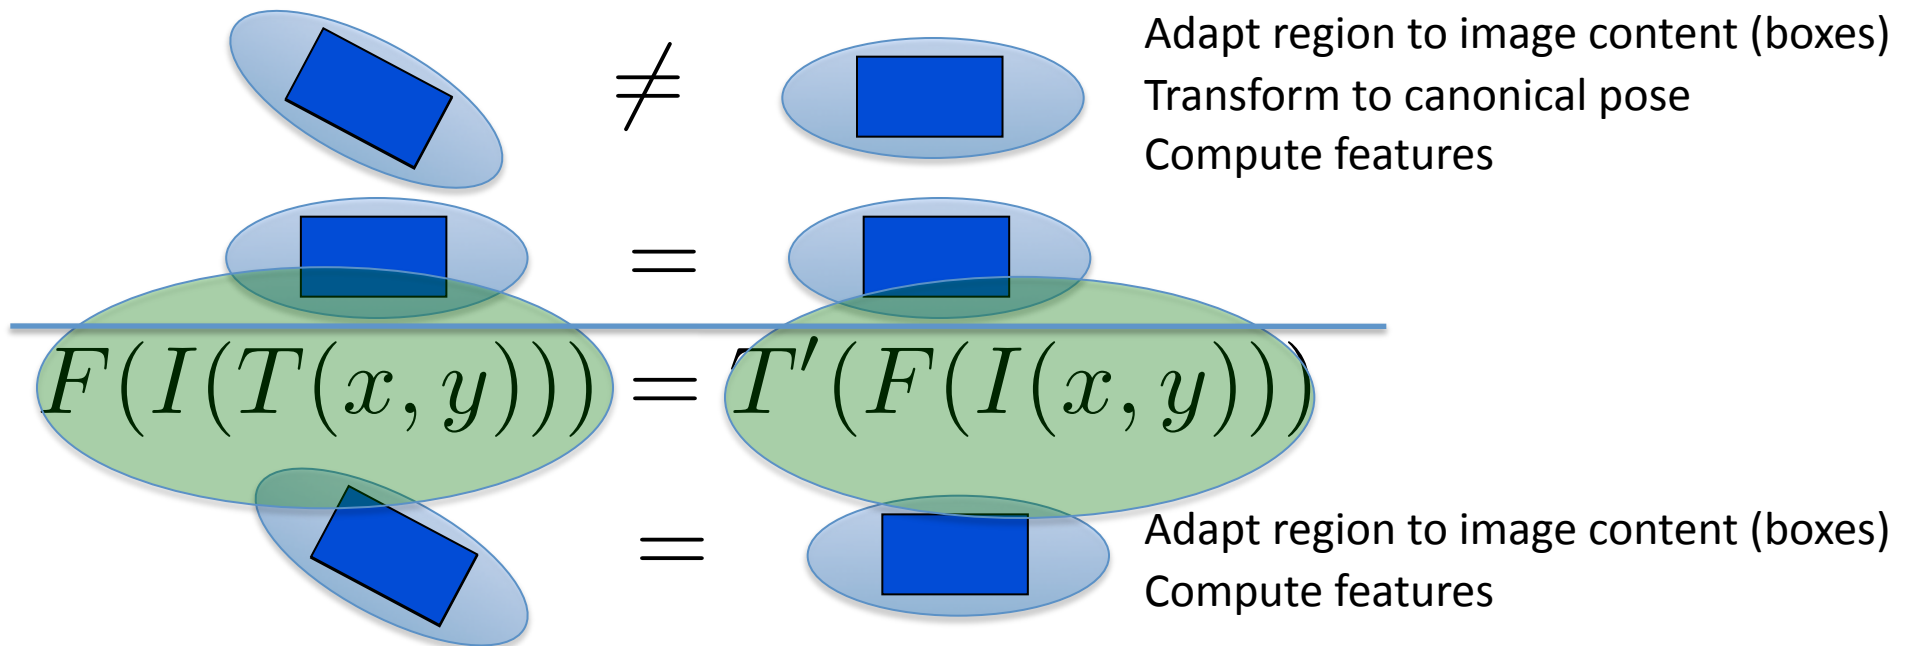 ≠ Adapt region to image content (boxes)
Transform to canonical pose
Compute features
=
F(I(T(x, y))) = T′(F(I(x, y)))
= Adapt region to image content (boxes)
Compute features